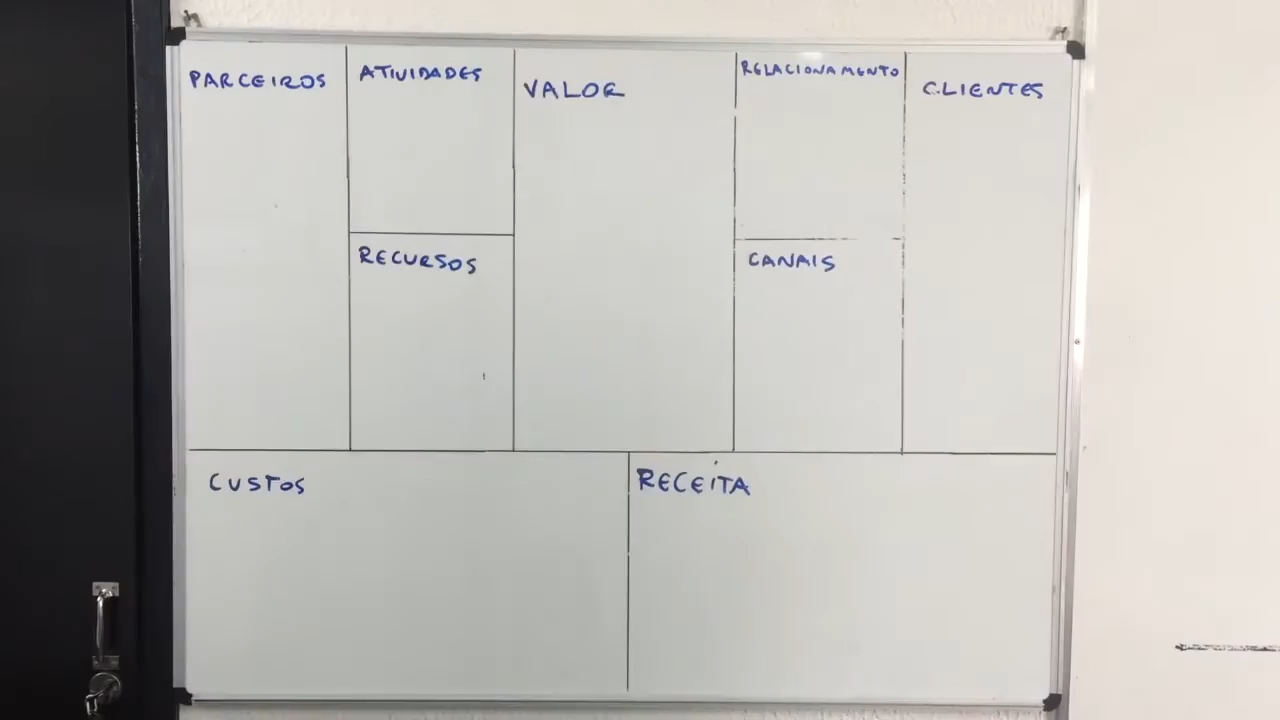 PARCEIROS
ATIVIDADES
VALOR
RELACIONAMENTO
CLIENTES
RECURSOS
CANAIS
CUSTOS
RECEITA